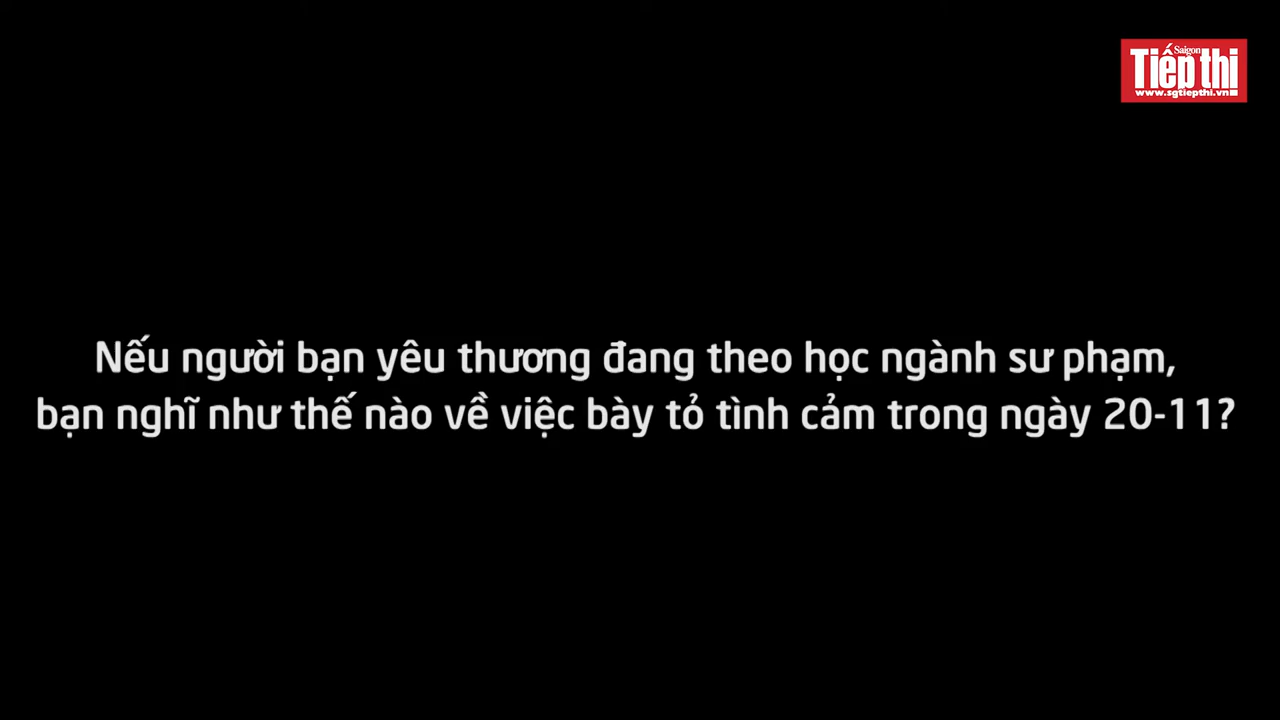 Saigon
Tiếp thị
www.sgtiepthi.vn
Nếu người bạn yêu thương đang theo học ngành sư phạm,
bạn nghĩ như thế nào về việc bày tỏ tình cảm trong ngày 20-11?